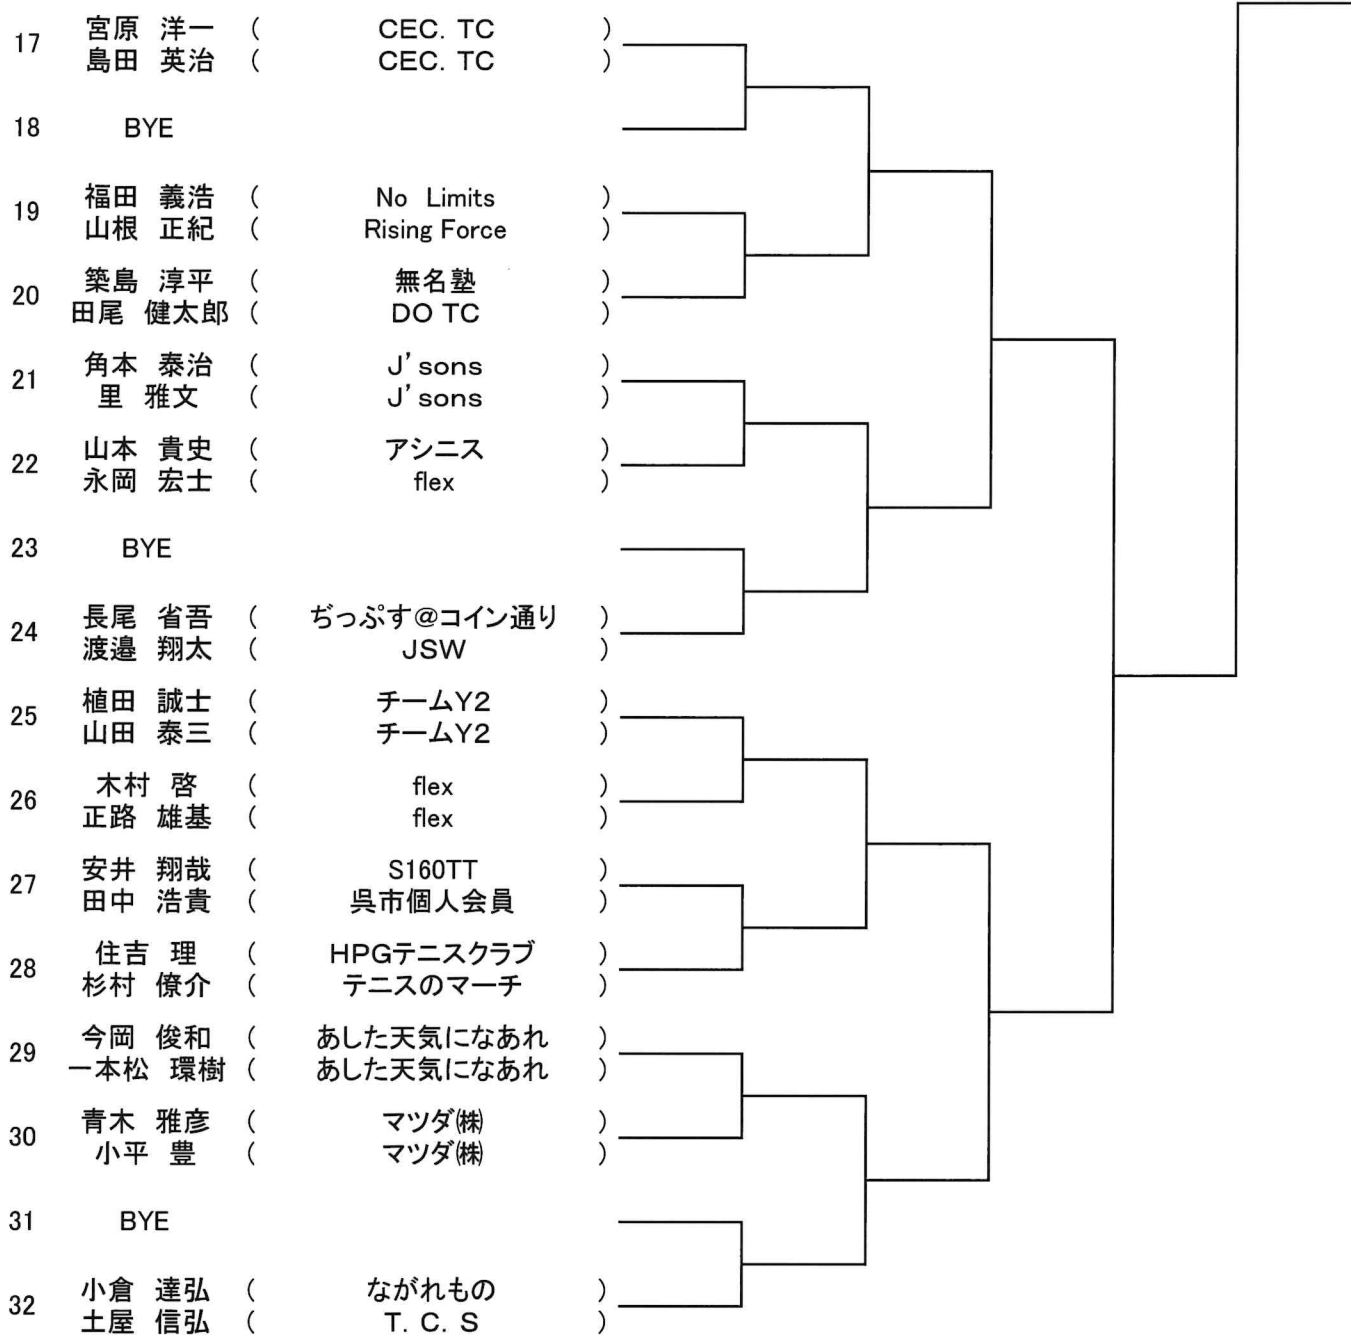 17 宮原 洋一 ( CEC. TC )
島田 英治 ( CEC. TC )
18 BYE
19 福田 義浩 ( No Limits )
山根 正紀 ( Rising Force )
20 築島 淳平 ( 無名塾 )
田尾 健太郎 ( DO TC )
21 角本 泰治 ( J'sons )
里 雅文 ( J'sons )
22 山本 貴史 ( アシニス )
永岡 宏士 ( flex )
23 BYE
24 長尾 省吾 ( ぢっぷす@コイン通り )
渡邉 翔太 ( JSW )
25 植田 誠士 ( チームY2 )
山田 泰三 ( チームY2 )
26 木村 啓 ( flex )
正路 雄基 ( flex )
27 安井 翔哉 ( S160TT )
田中 浩貴 ( 呉市個人会員 )
28 住吉 理 ( HPGテニスクラブ )
杉村 僚介 ( テニスのマーチ )
29 今岡 俊和 ( あした天気になあれ )
一本松 環樹 ( あした天気になあれ )
30 青木 雅彦 ( マツダ㈱ )
小平 豊 ( マツダ㈱ )
31 BYE
32 小倉 達弘 ( ながれもの )
土屋 信弘 ( T. C. S )